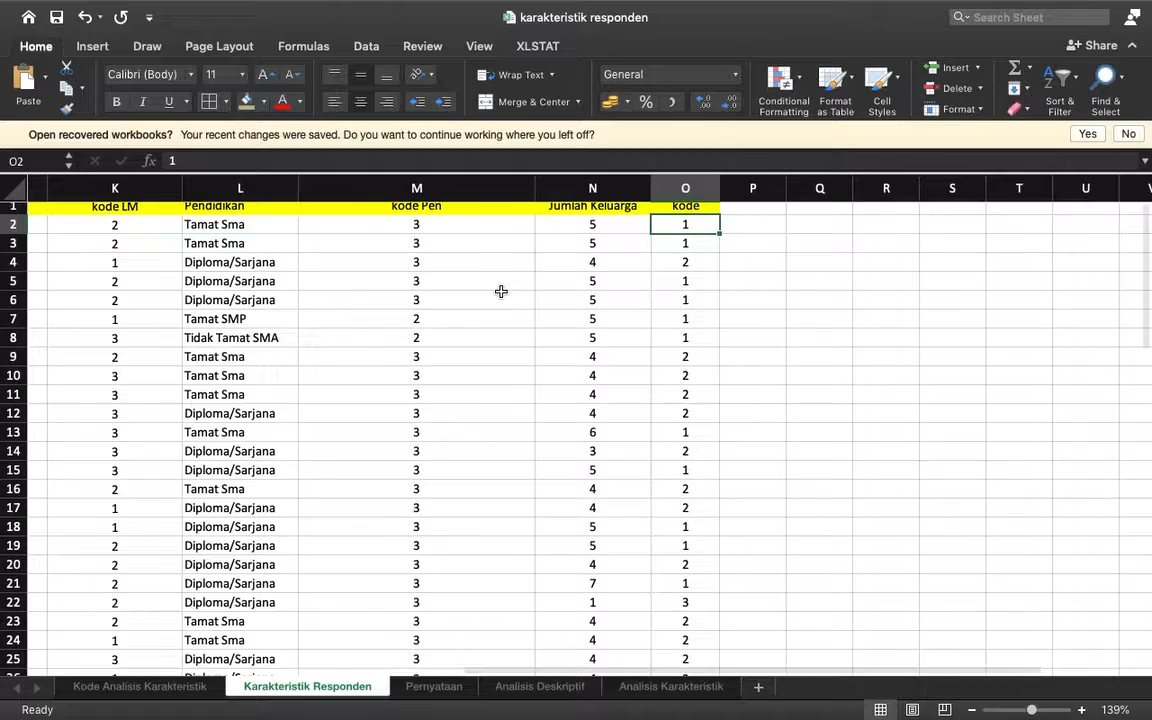 karakteristik responden
Search Sheet
Home Insert Draw Page Layout Formulas Data Review View XLSTAT
Share
Paste
Calibri (Body) 11
B I U
Wrap Text
Merge & Center
General
Conditional Formatting
Format as Table
Cell Styles
Insert
Delete
Format
Sort & Filter
Find & Select
Open recovered workbooks? Your recent changes were saved. Do you want to continue working where you left off? Yes No
O2 fx 1
K L M N O P Q R S T U V
1 kode LM Pendidikan kode Pen Jumlah Keluarga kode
2 2 Tamat Sma 3 5 1
3 2 Tamat Sma 3 5 1
4 1 Diploma/Sarjana 3 4 2
5 2 Diploma/Sarjana 3 5 1
6 2 Diploma/Sarjana 3 5 1
7 1 Tamat SMP 2 5 1
8 3 Tidak Tamat SMA 2 5 1
9 2 Tamat Sma 3 4 2
10 3 Tamat Sma 3 4 2
11 3 Tamat Sma 3 4 2
12 3 Diploma/Sarjana 3 4 2
13 3 Tamat Sma 3 6 1
14 3 Diploma/Sarjana 3 3 2
15 3 Diploma/Sarjana 3 5 1
16 2 Tamat Sma 3 4 2
17 1 Diploma/Sarjana 3 4 2
18 1 Diploma/Sarjana 3 5 1
19 2 Diploma/Sarjana 3 5 1
20 2 Diploma/Sarjana 3 4 2
21 2 Diploma/Sarjana 3 7 1
22 2 Diploma/Sarjana 3 1 3
23 2 Tamat Sma 3 4 2
24 1 Tamat Sma 3 4 2
25 3 Diploma/Sarjana 3 4 2
Kode Analisis Karakteristik Karakteristik Responden Pernyataan Analisis Deskriptif Analisis Karakteristik
Ready 139%